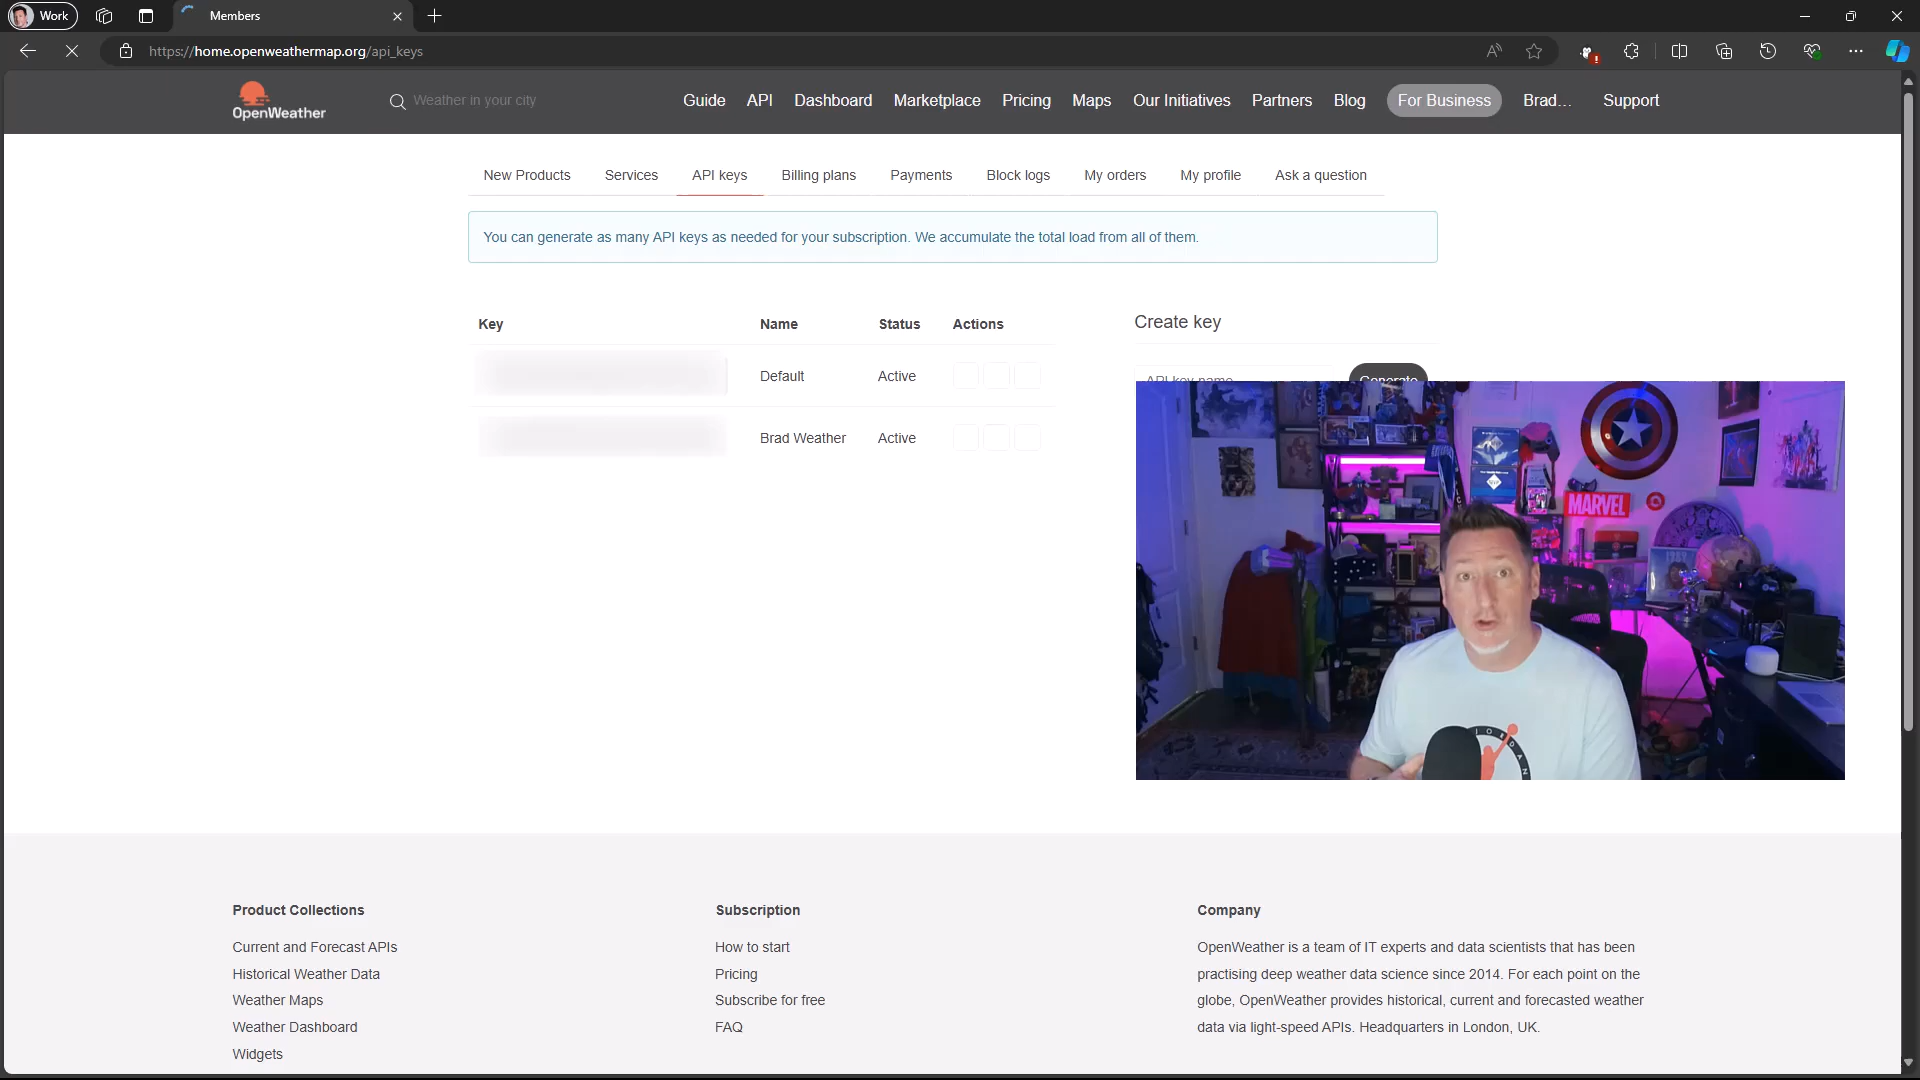 Work
Members
https://home.openweathermap.org/api_keys
OpenWeather
Weather in your city
Guide
API
Dashboard
Marketplace
Pricing
Maps
Our Initiatives
Partners
Blog
For Business
Brad...
Support
New Products
Services
API keys
Billing plans
Payments
Block logs
My orders
My profile
Ask a question
You can generate as many API keys as needed for your subscription. We accumulate the total load from all of them.
Key
Name
Status
Actions
Create key
Default
Active
API key name
Generate
Brad Weather
Active
MARVEL
JORDAN
Product Collections
Current and Forecast APIs
Historical Weather Data
Weather Maps
Weather Dashboard
Widgets
Subscription
How to start
Pricing
Subscribe for free
FAQ
Company
OpenWeather is a team of IT experts and data scientists that has been
practising deep weather data science since 2014. For each point on the
globe, OpenWeather provides historical, current and forecasted weather
data via light-speed APIs. Headquarters in London, UK.